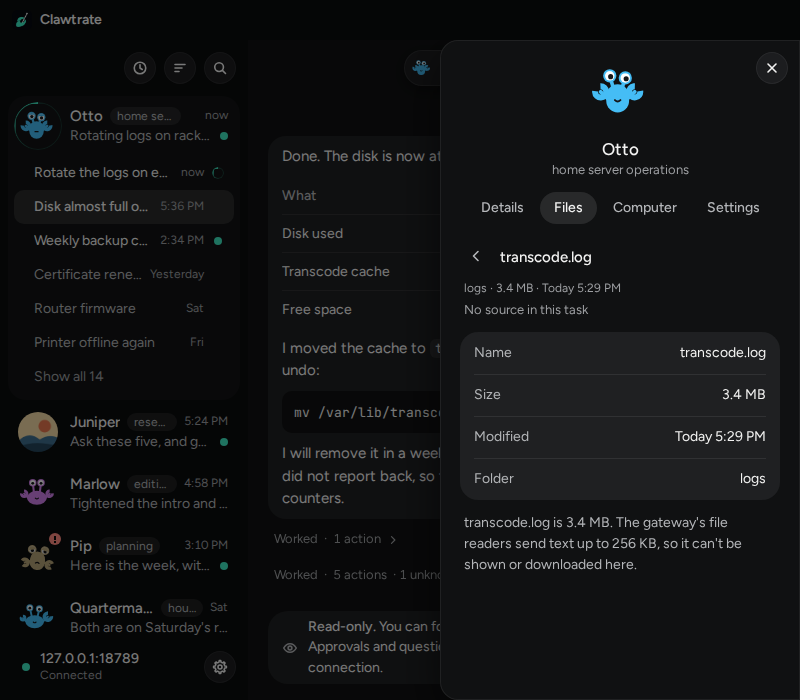 Clawtrate
Otto home se... now
Rotating logs on rack...
Rotate the logs on e... now
Disk almost full o... 5:36 PM
Weekly backup c... 2:34 PM
Certificate rene... Yesterday
Router firmware Sat
Printer offline again Fri
Show all 14
Juniper rese... 5:24 PM
Ask these five, and g...
Marlow editi... 4:58 PM
Tightened the intro and ...
Pip planning 3:10 PM
Here is the week, wit...
Quarterma... hou... Sat
Both are on Saturday's r...
127.0.0.1:18789
Connected
Done. The disk is now at
What
Disk used
Transcode cache
Free space
I moved the cache to
undo:
mv /var/lib/transc
I will remove it in a wee
did not report back, so
counters.
Worked · 1 action
Worked · 5 actions · 1 unkn
Read-only. You can fo
Approvals and questi
connection.
Otto
home server operations
Details Files Computer Settings
transcode.log
logs · 3.4 MB · Today 5:29 PM
No source in this task
Name transcode.log
Size 3.4 MB
Modified Today 5:29 PM
Folder logs
transcode.log is 3.4 MB. The gateway's file
readers send text up to 256 KB, so it can't be
shown or downloaded here.